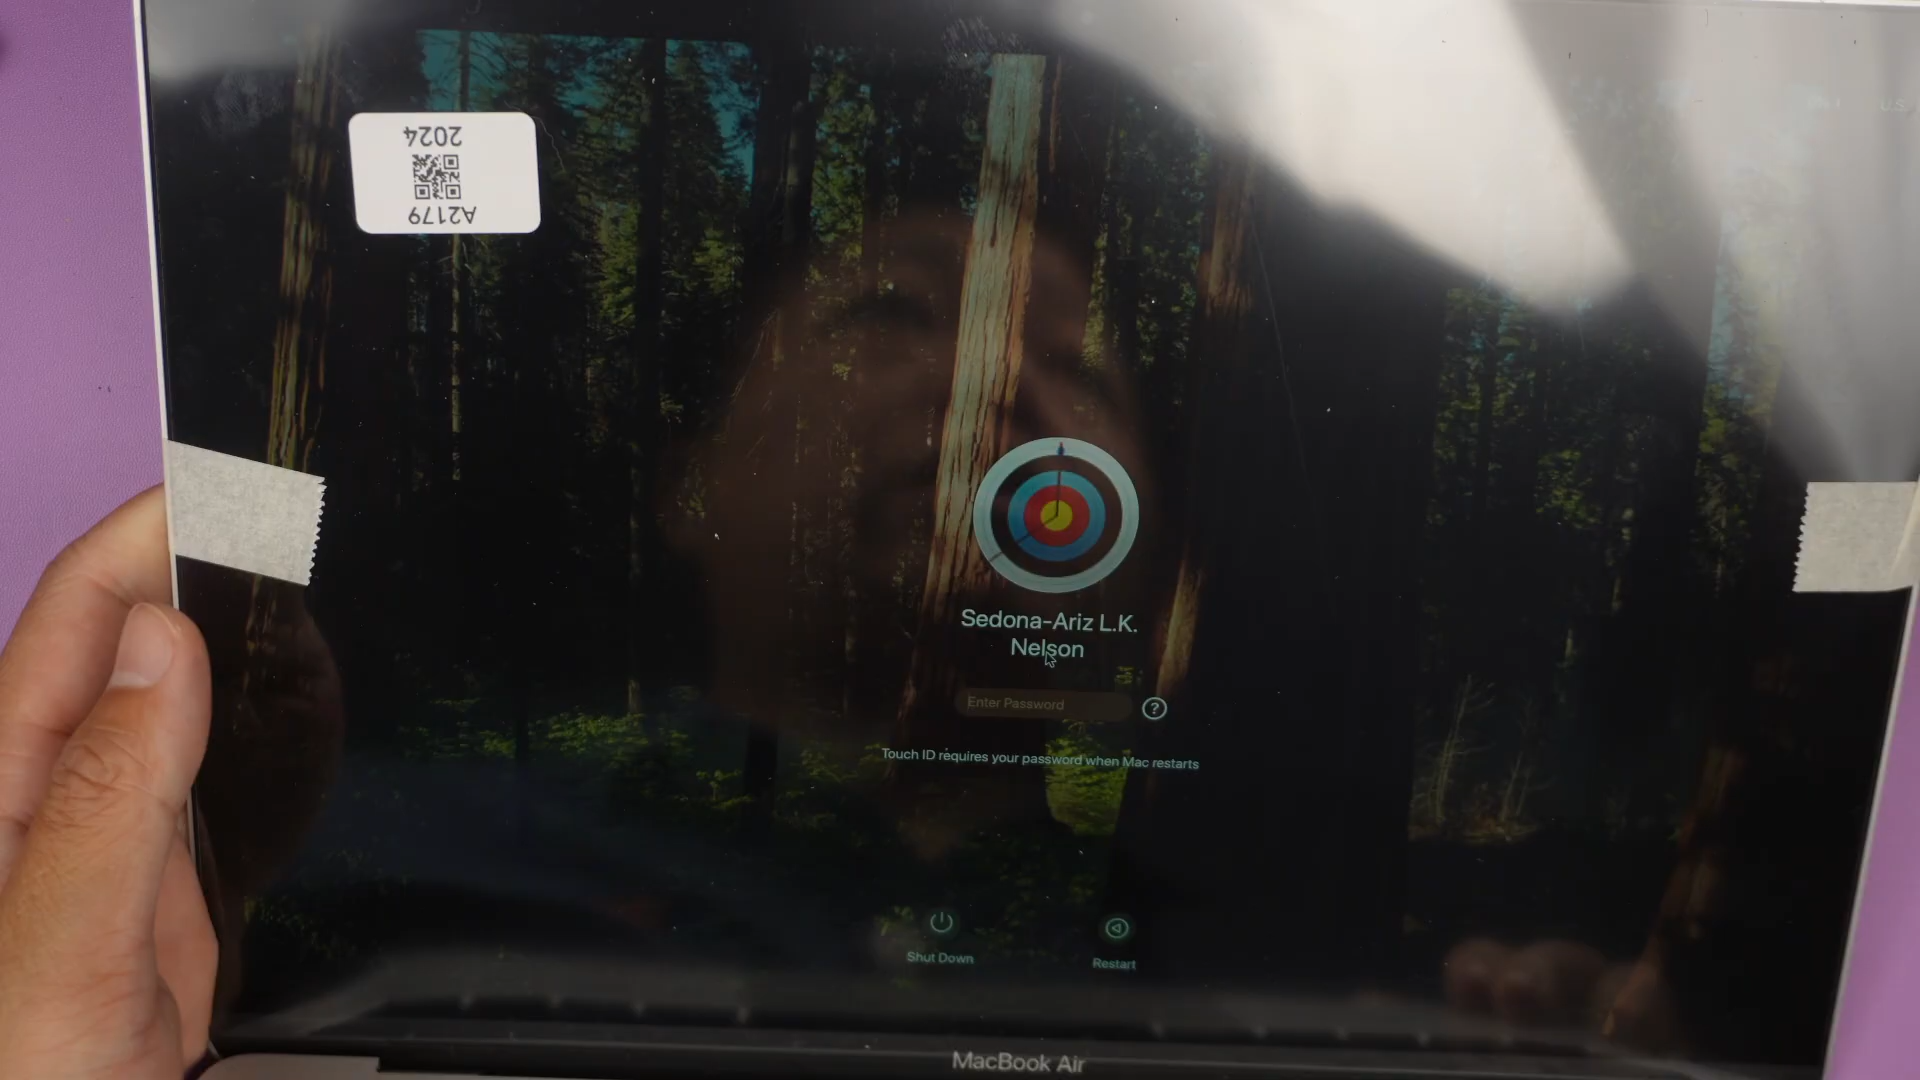 U.S.
2024
A2179
Sedona-Ariz L.K.
Nelson
Enter Password
?
Touch ID requires your password when Mac restarts
Shut Down
Restart
MacBook Air